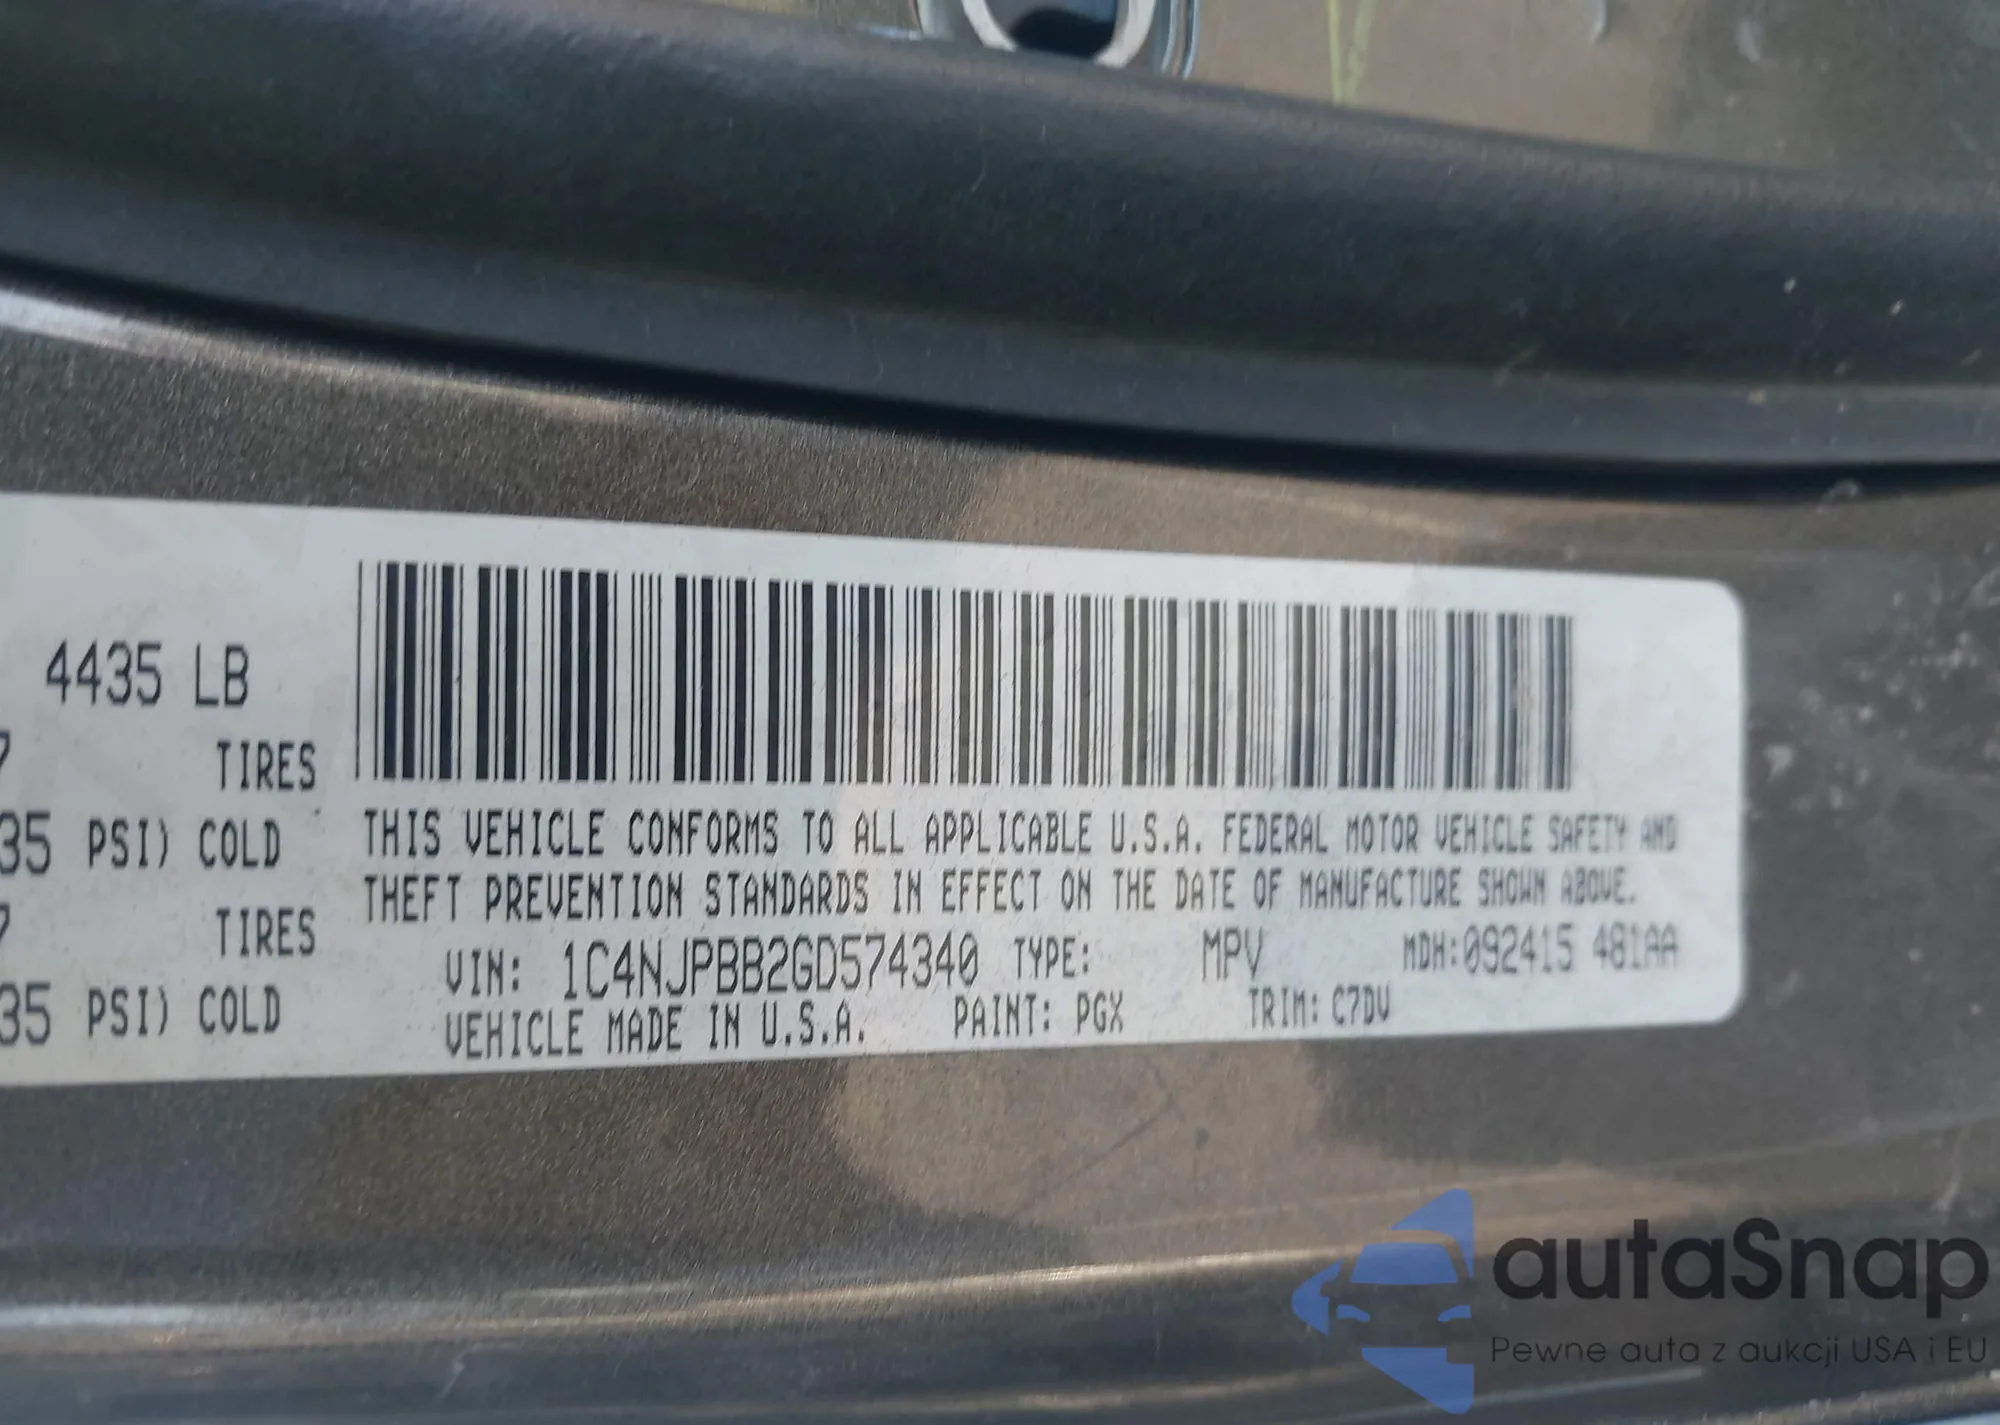 4435 LB
7 TIRES
35 PSI) COLD
7 TIRES
35 PSI) COLD
THIS VEHICLE CONFORMS TO ALL APPLICABLE U.S.A. FEDERAL MOTOR VEHICLE SAFETY AND
THEFT PREVENTION STANDARDS IN EFFECT ON THE DATE OF MANUFACTURE SHOWN ABOVE.
VIN: 1C4NJPBB2GD574340 TYPE: MPV MDH:092415 481AA
VEHICLE MADE IN U.S.A. PAINT: PGX TRIM: C7DV
autaSnap
Pewne auta z aukcji USA i EU